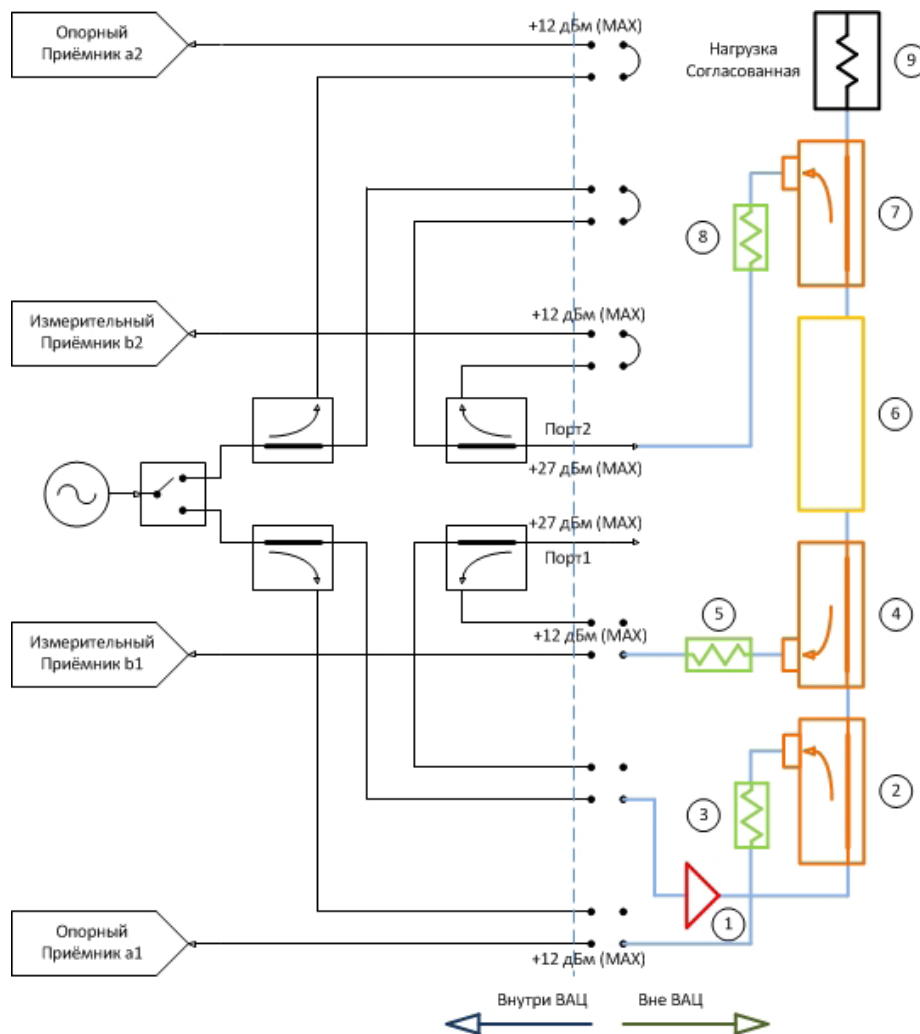 Опорный
Приёмник a2
+12 дБм (MAX)
Нагрузка
Согласованная
9
7
8
Измерительный
Приёмник b2
+12 дБм (MAX)
6
Порт2
+27 дБм (MAX)
+27 дБм (MAX)
Порт1
5
4
Измерительный
Приёмник b1
+12 дБм (MAX)
3
2
1
Опорный
Приёмник a1
+12 дБм (MAX)
Внутри ВАЦ
Вне ВАЦ